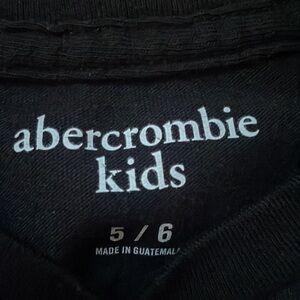 abercrombie
kids
5 / 6
MADE IN GUATEMALA